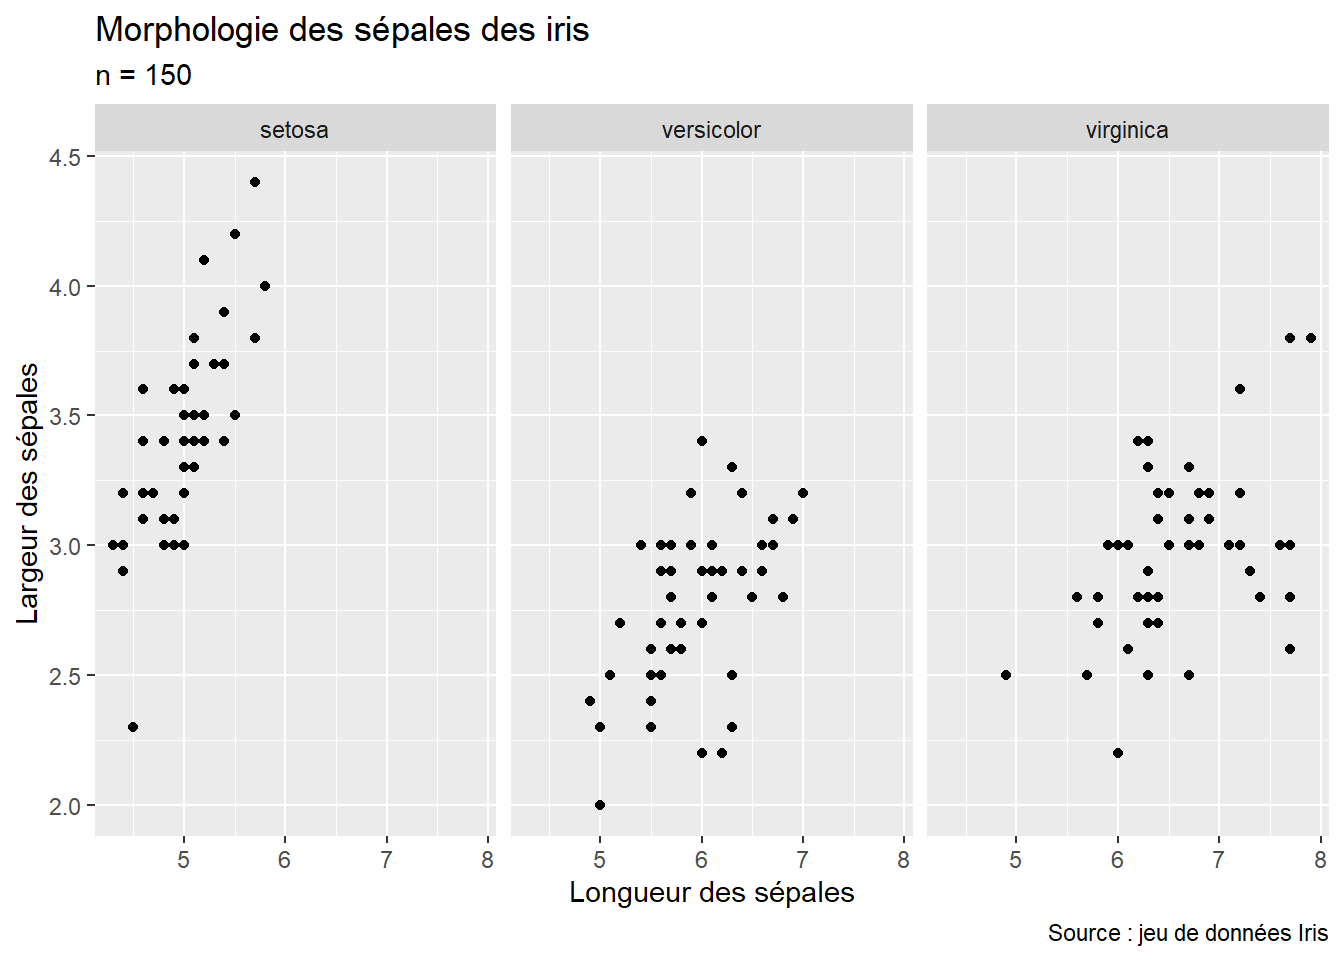 Morphologie des sépales des iris
n = 150
setosa versicolor virginica
4.5
4.0
3.5
3.0
2.5
2.0
Largeur des sépales
5 6 7 8 5 6 7 8 5 6 7 8
Longueur des sépales
Source : jeu de données Iris